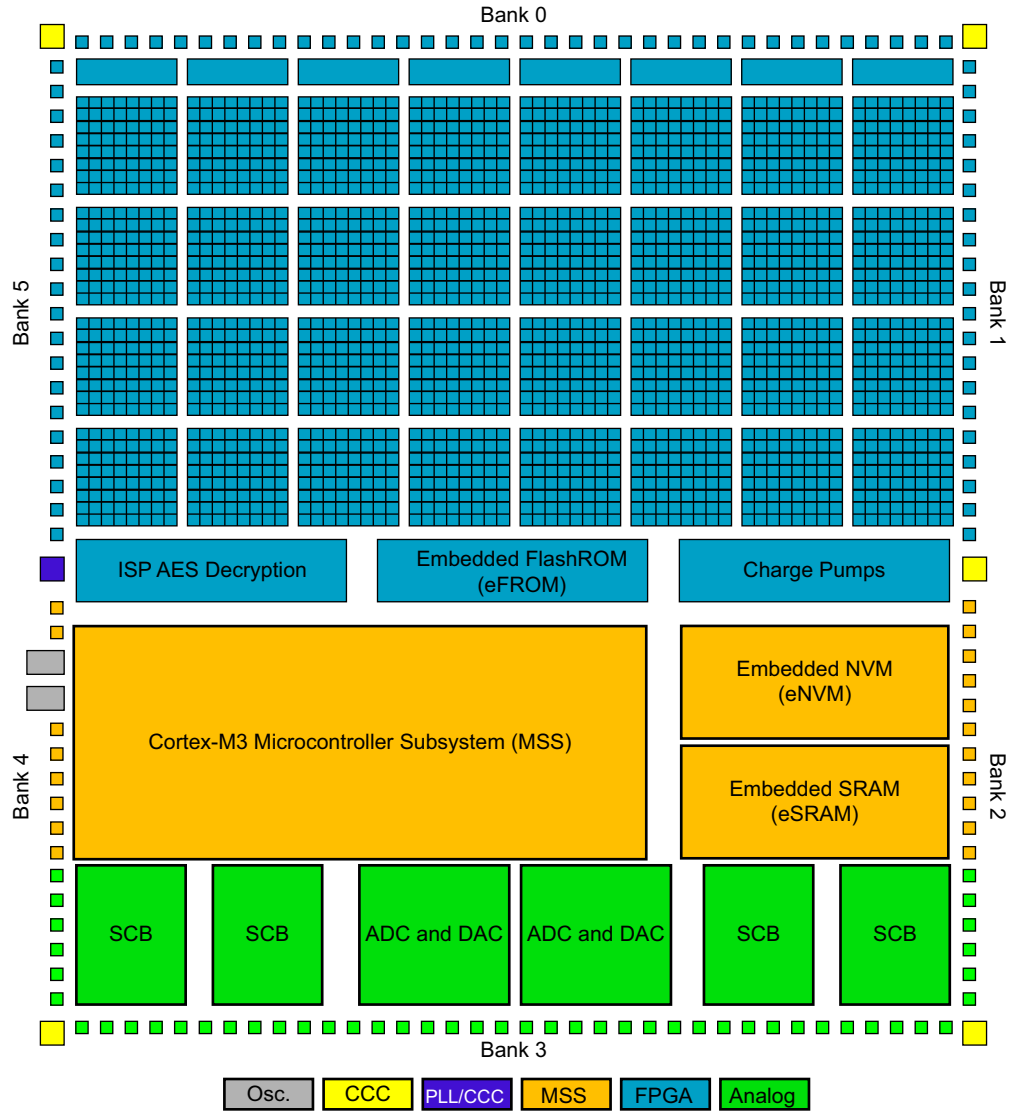 Bank 0
Bank 5
Bank 1
ISP AES Decryption
Embedded FlashROM
(eFROM)
Charge Pumps
Cortex-M3 Microcontroller Subsystem (MSS)
Embedded NVM
(eNVM)
Embedded SRAM
(eSRAM)
Bank 4
Bank 2
SCB
SCB
ADC and DAC
ADC and DAC
SCB
SCB
Bank 3
Osc.
CCC
PLL/CCC
MSS
FPGA
Analog